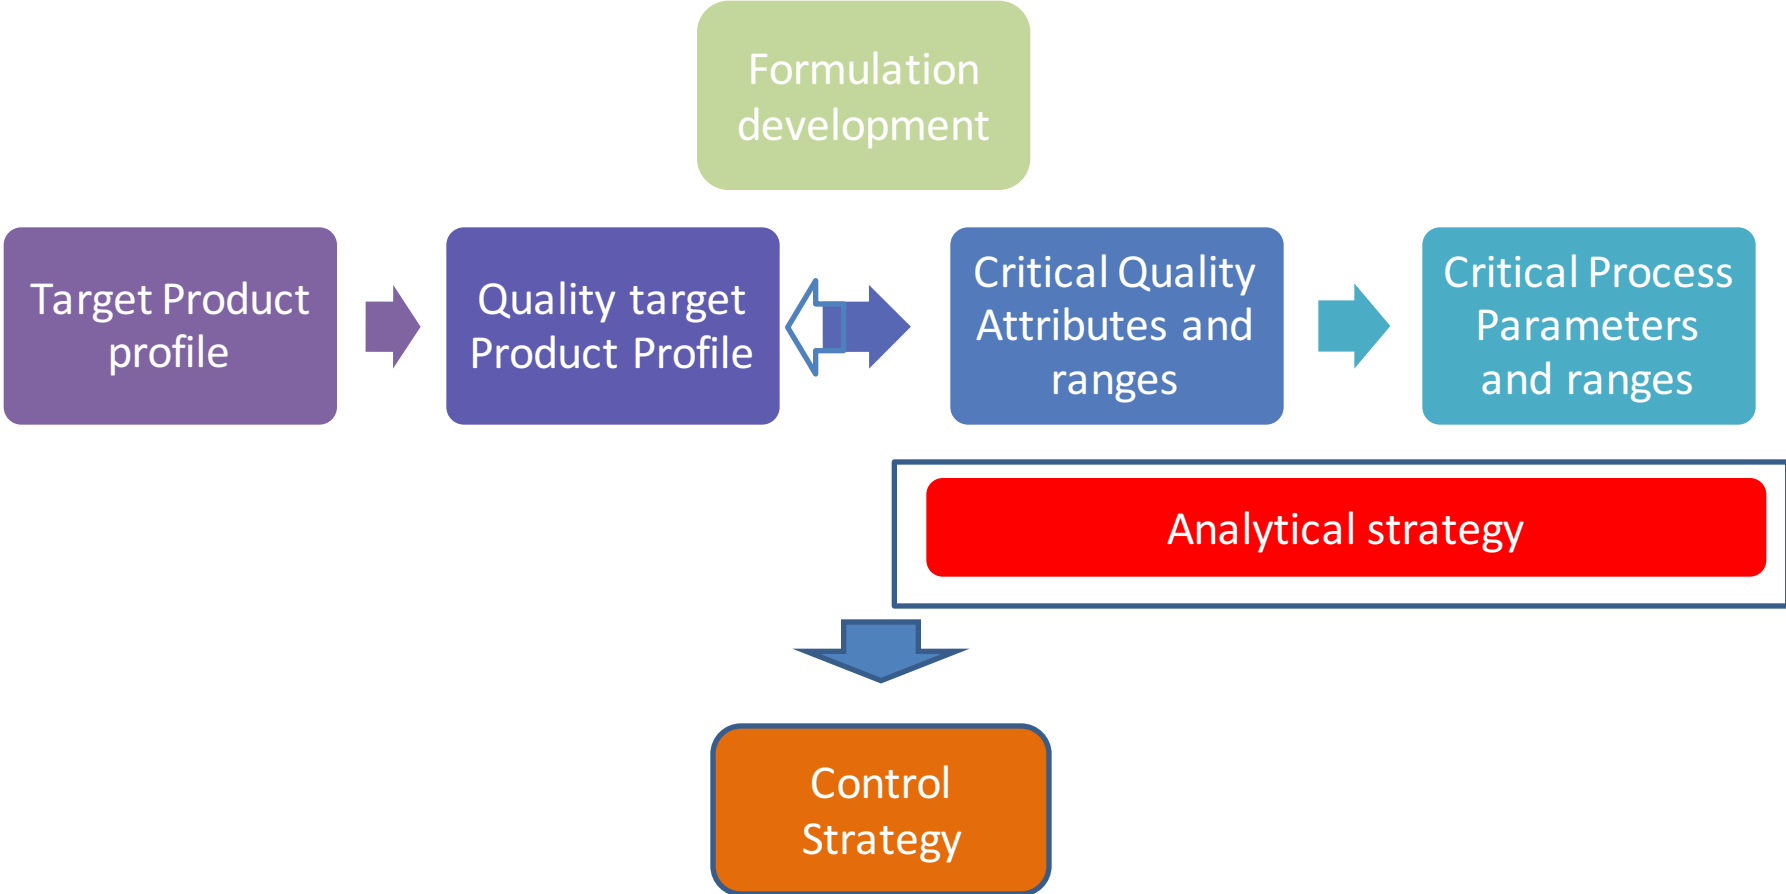 Formulation
development
Target Product
profile
Quality target
Product Profile
Critical Quality
Attributes and
ranges
Critical Process
Parameters
and ranges
Analytical strategy
Control
Strategy